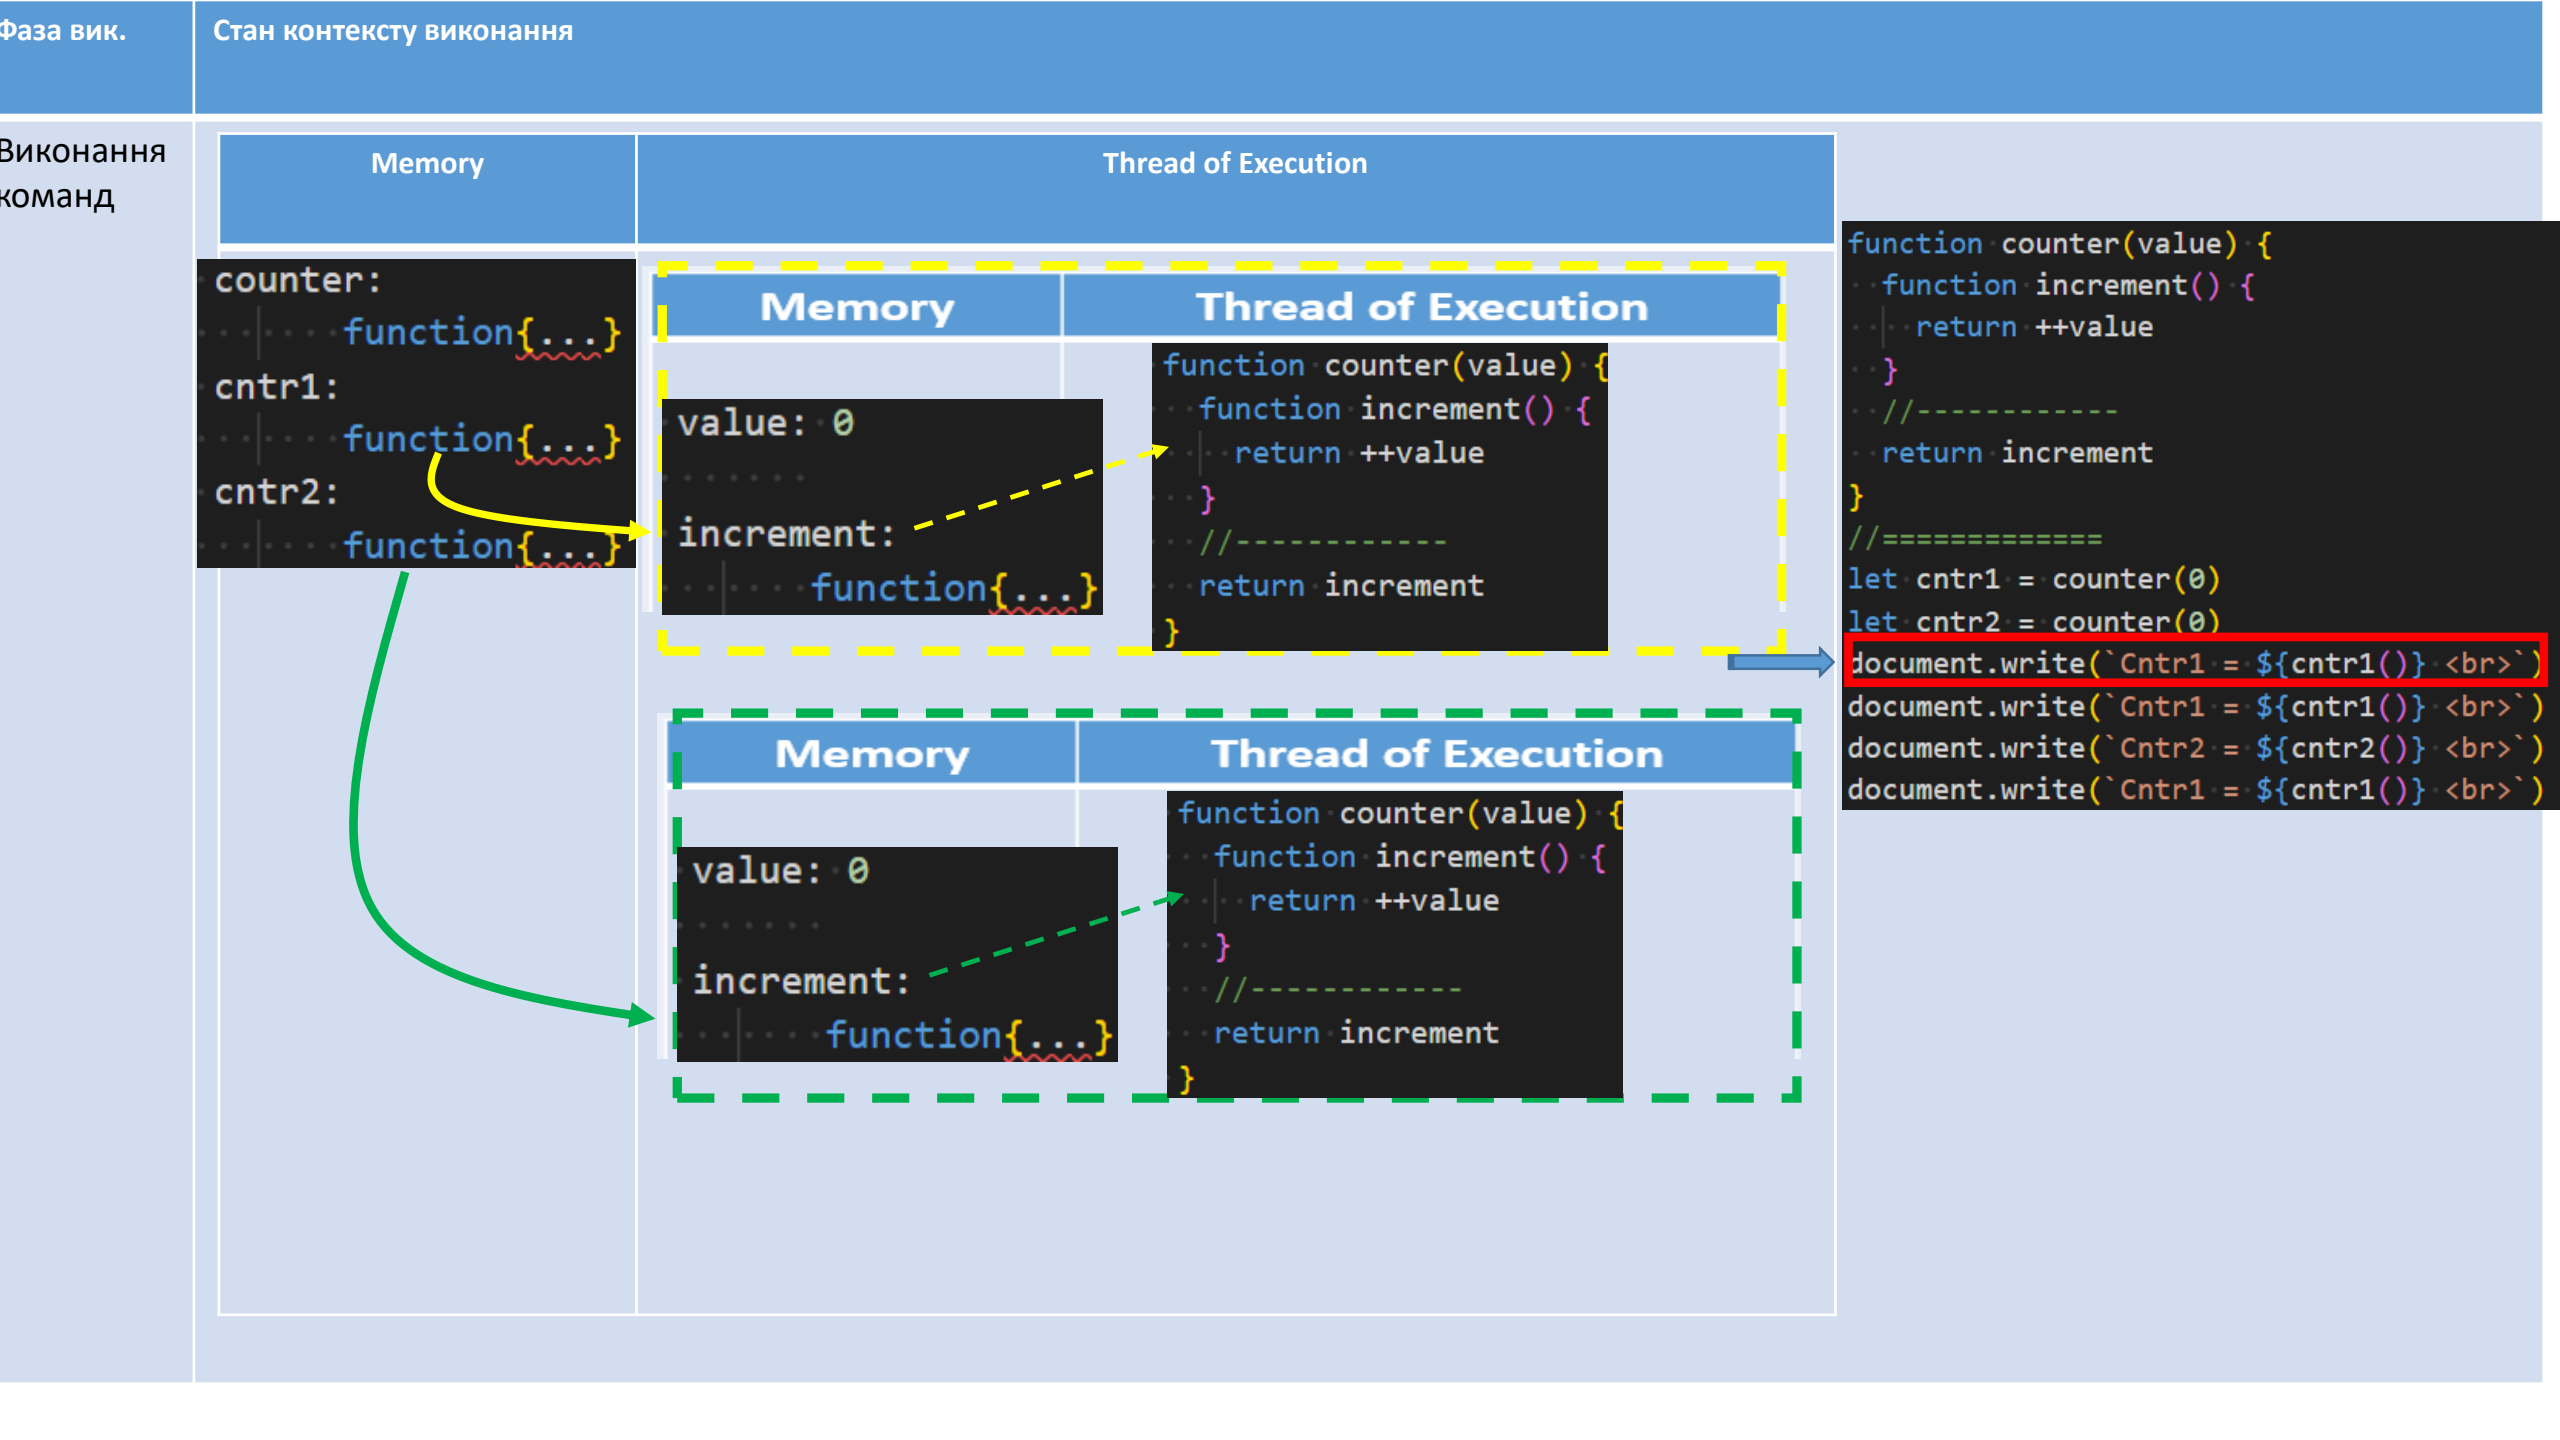 Фаза вик.
Стан контексту виконання
Виконання
команд
Memory
Thread of Execution
counter:
function{...}
cntr1:
function{...}
cntr2:
function{...}
Memory
Thread of Execution
value: 0
increment:
function{...}
function counter(value) {
function increment() {
return ++value
}
//------------
return increment
}
Memory
Thread of Execution
value: 0
increment:
function{...}
function counter(value) {
function increment() {
return ++value
}
//------------
return increment
}
function counter(value) {
function increment() {
return ++value
}
//------------
return increment
}
//=============
let cntr1 = counter(0)
let cntr2 = counter(0)
document.write(`Cntr1 = ${cntr1()} <br>`)
document.write(`Cntr1 = ${cntr1()} <br>`)
document.write(`Cntr2 = ${cntr2()} <br>`)
document.write(`Cntr1 = ${cntr1()} <br>`)